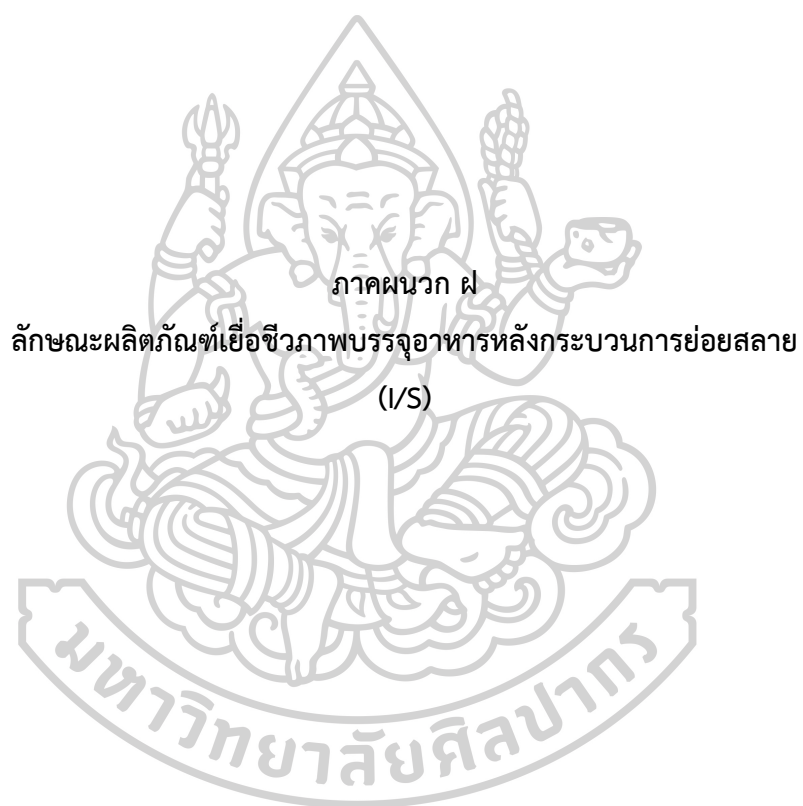 ภาคผนวก ฝ
ลักษณะผลิตภัณฑ์เยื่อชีวภาพบรรจุอาหารหลังกระบวนการย่อยสลาย
(I/S)
มหาวิทยาลัยศิลปากร